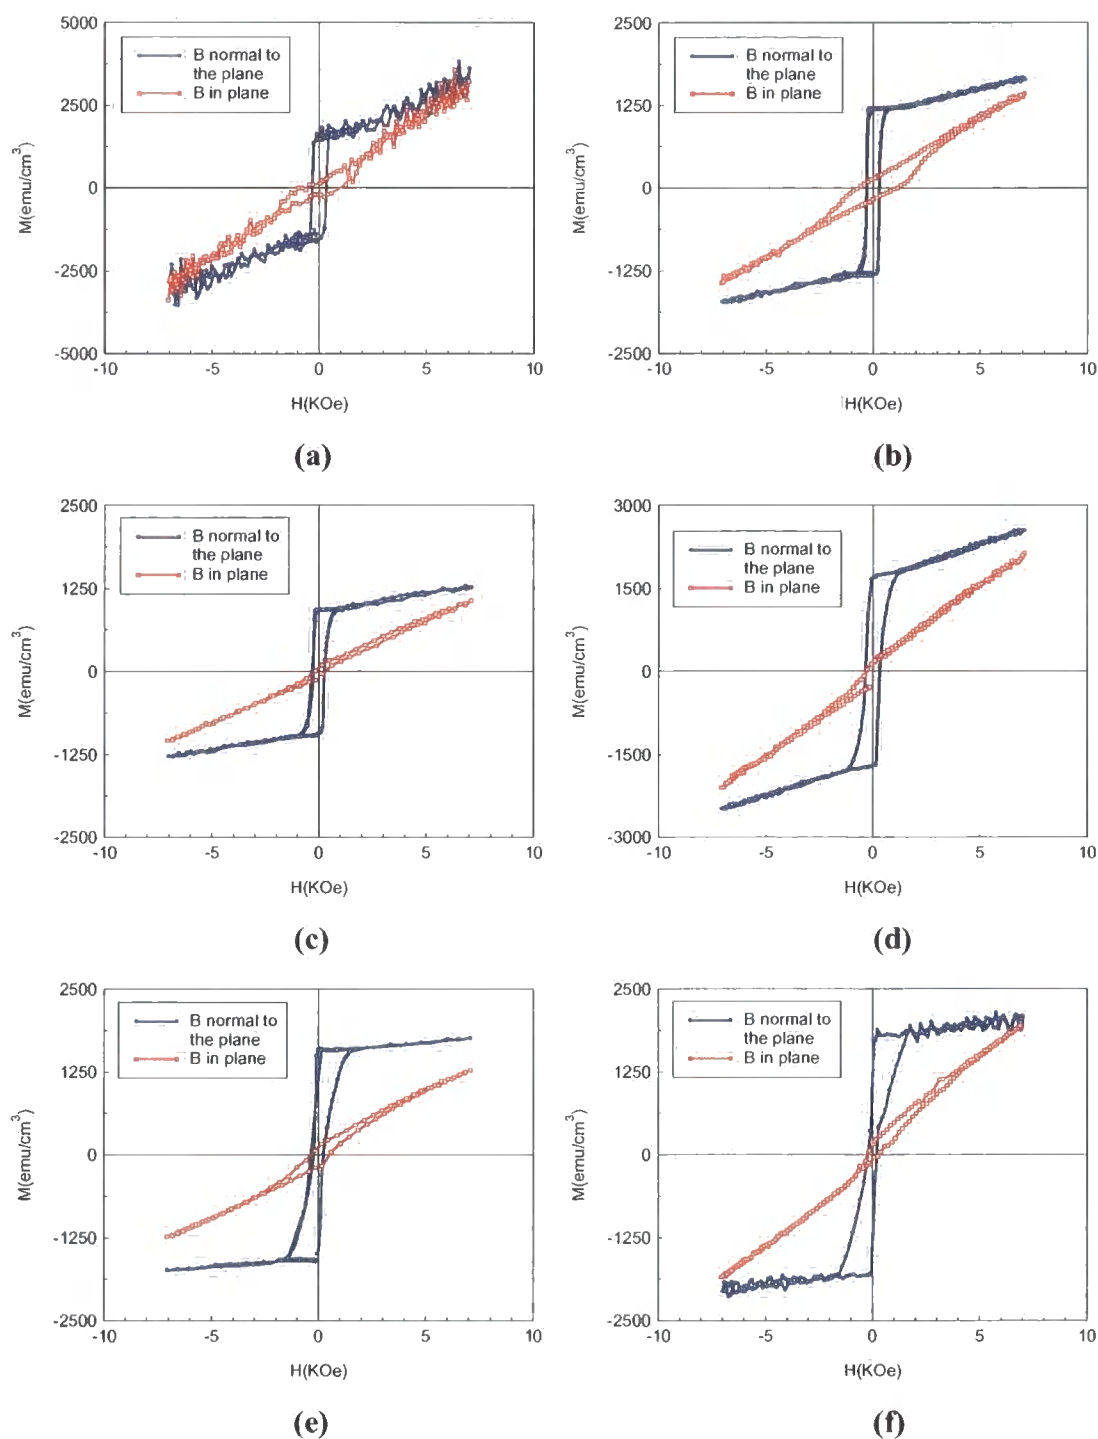 5000
2500
0
-2500
-5000
M(emu/cm3)
B normal to
the plane
B in plane
-10 -5 0 5 10
H(KOe)
(a)
2500
1250
0
-1250
-2500
M(emu/cm3)
B normal to
the plane
B in plane
-10 -5 0 5 10
H(KOe)
(b)
2500
1250
0
-1250
-2500
M(emu/cm3)
B normal to
the plane
B in plane
-10 -5 0 5 10
H(KOe)
(c)
3000
1500
0
-1500
-3000
M(emu/cm3)
B normal to
the plane
B in plane
-10 -5 0 5 10
H(KOe)
(d)
2500
1250
0
-1250
-2500
M(emu/cm3)
B normal to
the plane
B in plane
-10 -5 0 5 10
H(KOe)
(e)
2500
1250
0
-1250
-2500
M(emu/cm3)
B normal to
the plane
B in plane
-10 -5 0 5 10
H(KOe)
(f)